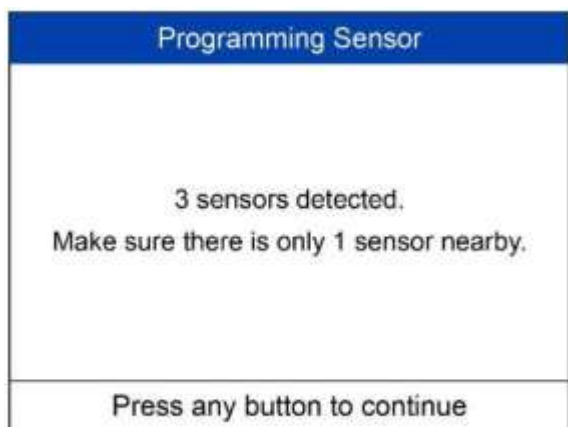 Programming Sensor
3 sensors detected.
Make sure there is only 1 sensor nearby.
Press any button to continue